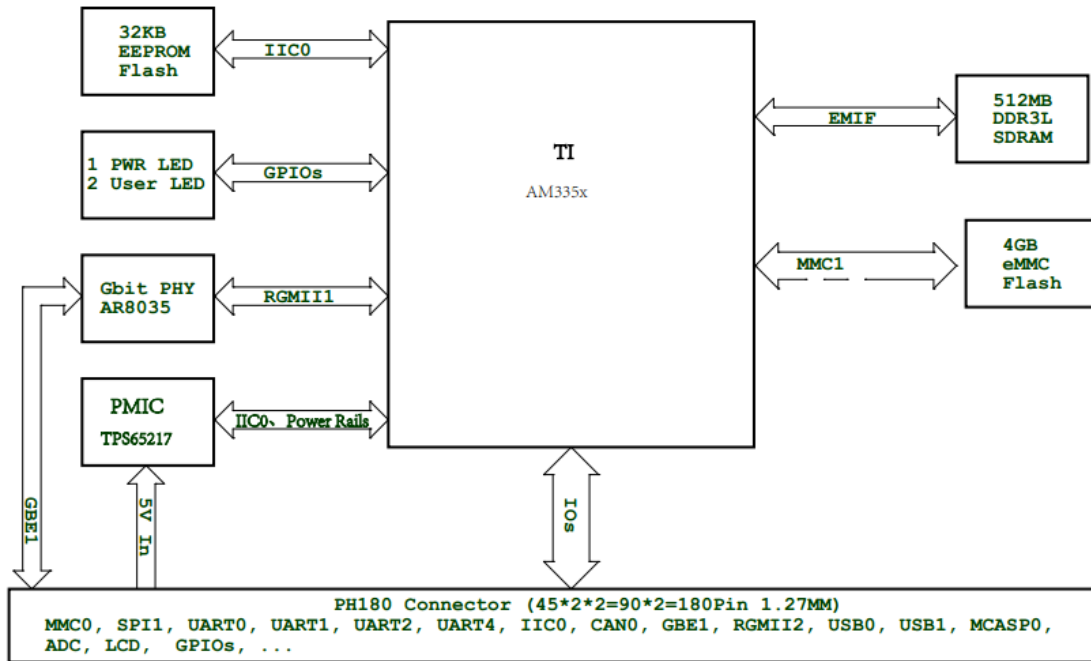 32KB
EEPROM
Flash
IIC0
1 PWR LED
2 User LED
GPIOs
Gbit PHY
AR8035
RGMII1
PMIC
TPS65217
IIC0、Power Rails
TI
AM335x
EMIF
512MB
DDR3L
SDRAM
MMC1
4GB
eMMC
Flash
GBE1
5V In
IOs
PH180 Connector (45*2*2=90*2=180Pin 1.27MM)
MMC0, SPI1, UART0, UART1, UART2, UART4, IIC0, CAN0, GBE1, RGMII2, USB0, USB1, MCASP0,
ADC, LCD, GPIOs, ...